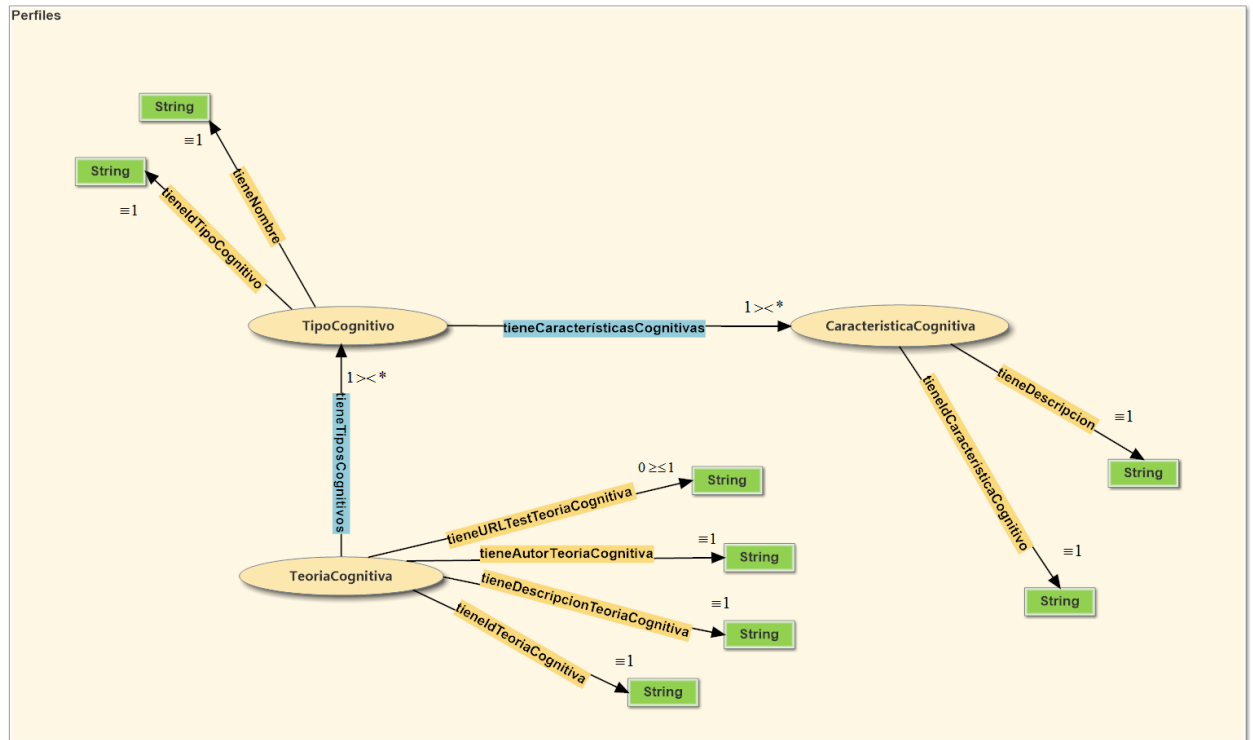 Perfiles
String
≡1
String
≡1
tieneNombre
tieneIdTipoCognitivo
TipoCognitivo
tieneCaracterísticasCognitivas
1><*
CaracteristicaCognitiva
1><*
tieneTiposCognitivos
tieneDescripcion
≡1
String
tieneIdCaracteristicaCognitivo
≡1
String
TeoriaCognitiva
tieneURLTestTeoriaCognitiva
0≥≤1
String
tieneAutorTeoriaCognitiva
≡1
String
tieneDescripcionTeoriaCognitiva
≡1
String
tieneIdTeoriaCognitiva
≡1
String